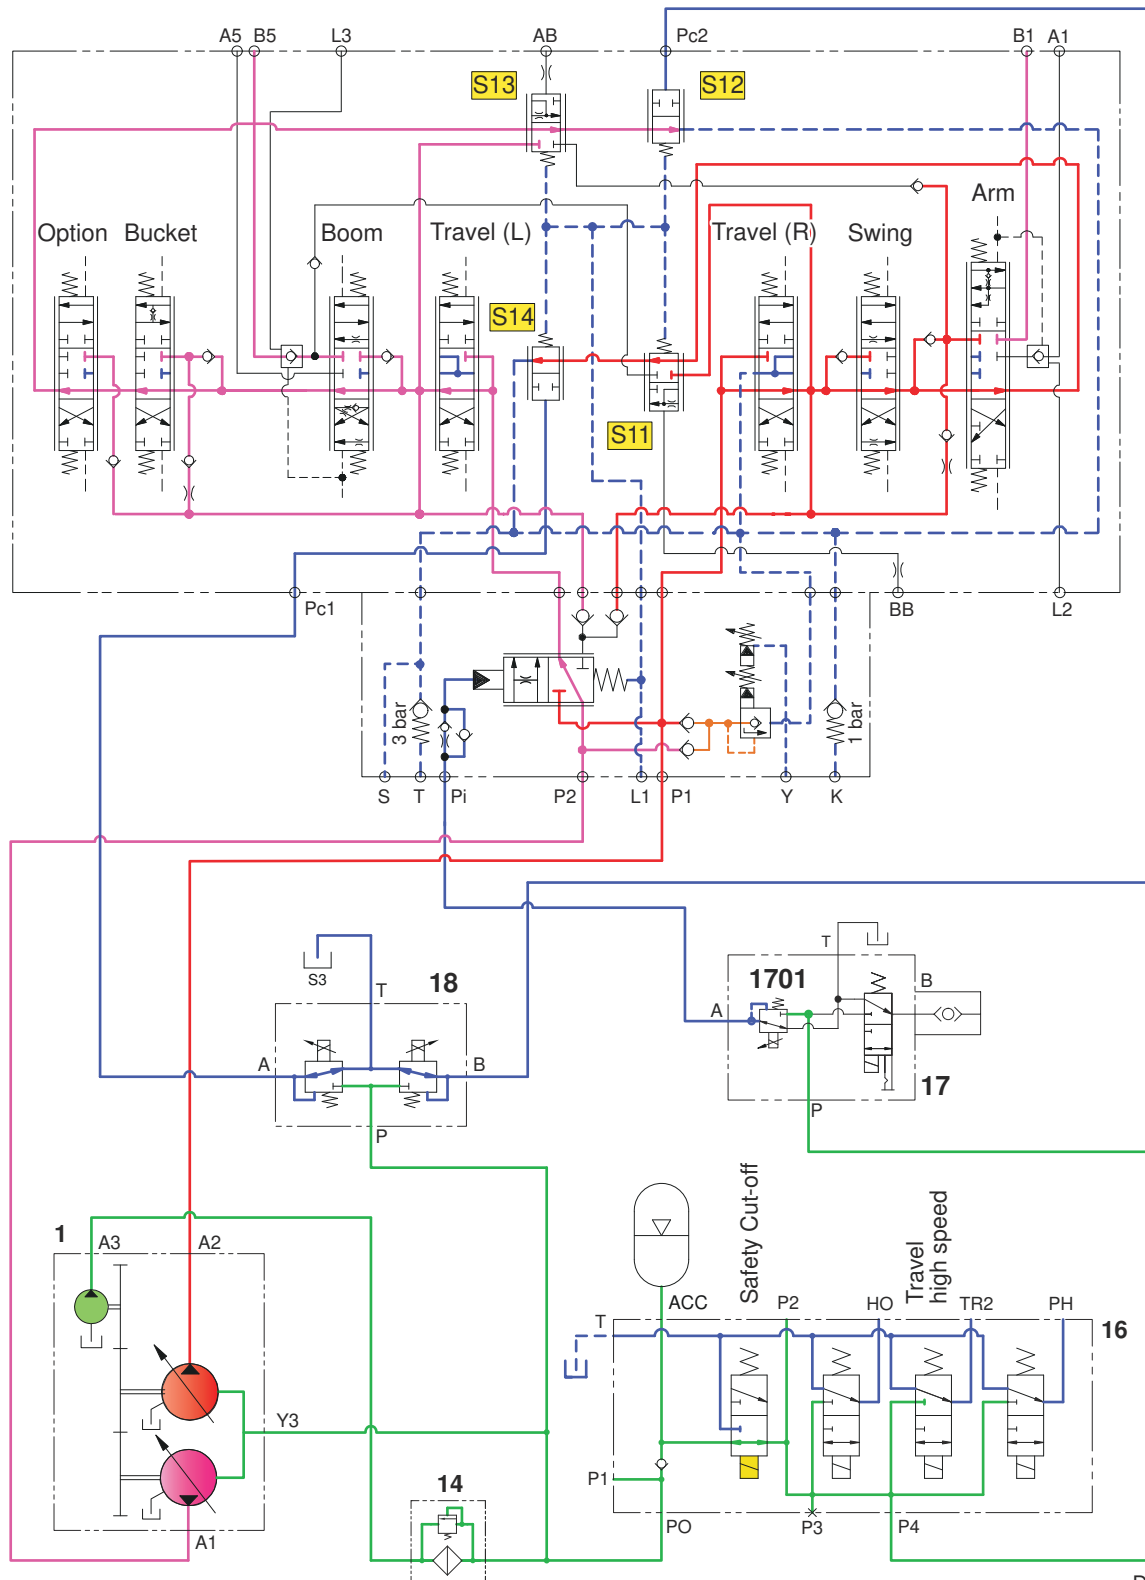 A5 B5 L3 AB Pc2 B1 A1
S13 S12
Arm
Option Bucket Boom Travel (L) Travel (R) Swing
S14
S11
Pc1 BB L2
3 bar 1 bar
S T Pi P2 L1 P1 Y K
S3 T 18
A B
P
T
1701 B
A
17
P
Safety Cut-off
Travel
high speed
1 A3 A2
ACC P2 HO TR2 PH
T 16
Y3
14 P1
A1 PO P3 P4